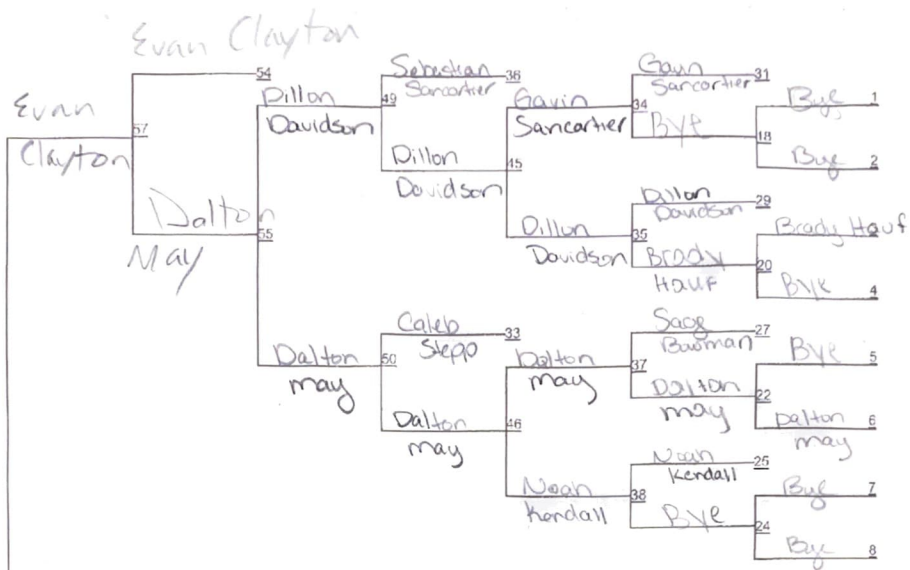 Evan Clayton
54
Evan
57
Clayton
Dalton
55
May
Dillon
Davidson
49
Sebastian
36
Sancartier
Dillon
45
Davidson
Gavin
Sancartier
34
Gavin
31
Sancartier
Bye
18
Bye 1
Bye 2
Dillon
Davidson
35
Dillon
29
Davidson
Brady
20
Hauf
Brady Hauf
Bye 4
Dalton
50
may
Caleb
33
Stepp
Dalton
46
may
Dalton
37
may
Sage
27
Bowman
Dalton
22
may
Bye 5
Dalton 6
may
Noah
38
Kendall
Noah
25
Kendall
Bye
24
Bye 7
Bye 8